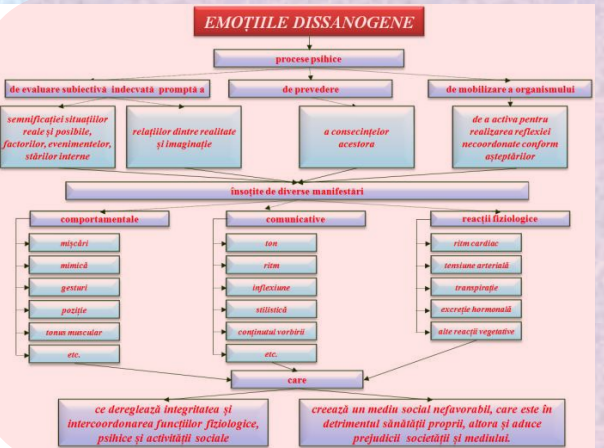 EMOȚIILE DISSANOGENE
procese psihice
de evaluare subiectivă indecvată promptă a
de prevedere
de mobilizare a organismului
semnificației situațiilor
reale și posibile,
factorilor, evenimentelor,
stărilor interne
relațiilor dintre realitate
și imaginație
a consecințelor
acestora
de a activa pentru
realizarea reflexiei
necoordonate conform
așteptărilor
însoțite de diverse manifestări
comportamentale
comunicative
reacții fiziologice
mișcări
mimică
gesturi
poziție
tonus muscular
etc.
ton
ritm
inflexiune
stilistică
conținutul vorbirii
etc.
ritm cardiac
tensiune arterială
transpirație
excreție hormonală
alte reacții vegetative
care
ce dereglează integritatea și
intercoordonarea funcțiilor fiziologice,
psihice și activității sociale
creează un mediu social nefavorabil, care este în
detrimentul sănătății proprii, altora și aduce
prejudicii societății și mediului.